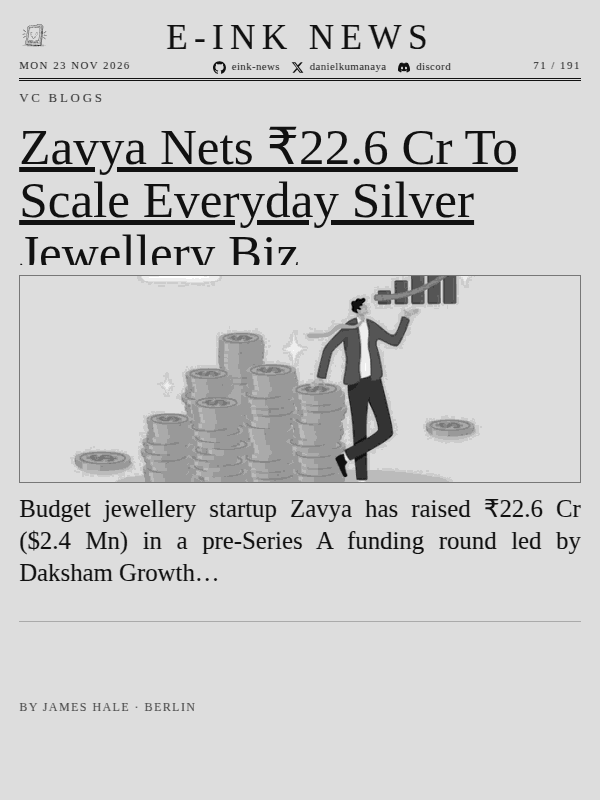 E-INK NEWS
MON 23 NOV 2026
eink-news danielkumanaya discord
71 / 191
VC BLOGS
Zavya Nets ₹22.6 Cr To
Scale Everyday Silver
Jewellery Biz
Budget jewellery startup Zavya has raised ₹22.6 Cr
($2.4 Mn) in a pre-Series A funding round led by
Daksham Growth…
BY JAMES HALE · BERLIN